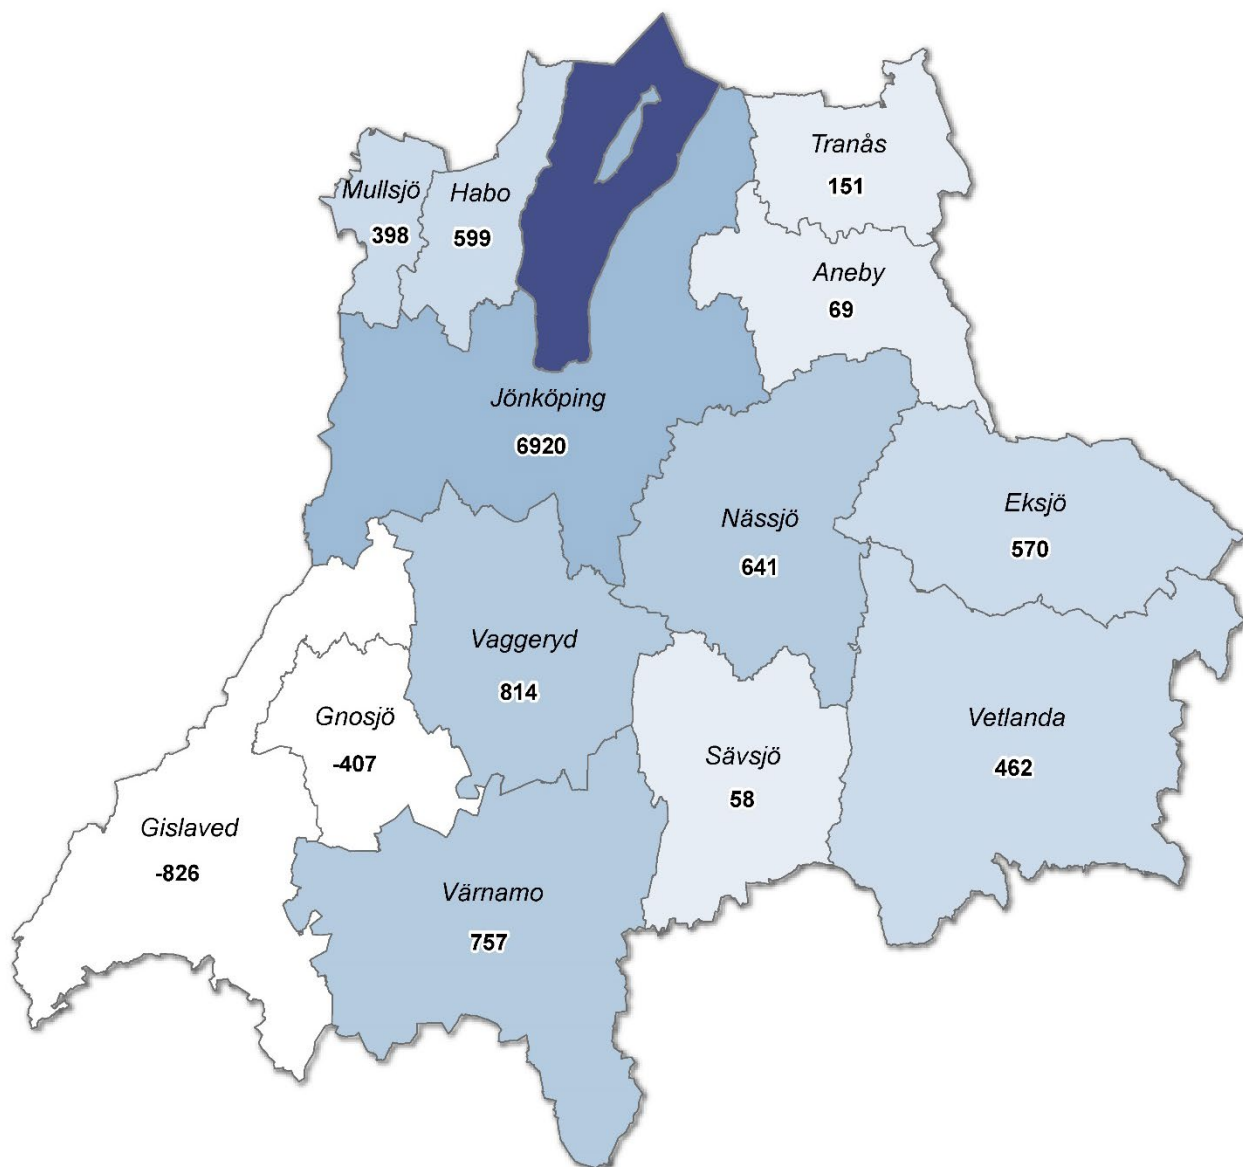 Tranås
151
Mullsjö
398
Habo
599
Aneby
69
Jönköping
6920
Nässjö
641
Eksjö
570
Vaggeryd
814
Gnosjö
-407
Vetlanda
462
Sävsjö
58
Gislaved
-826
Värnamo
757